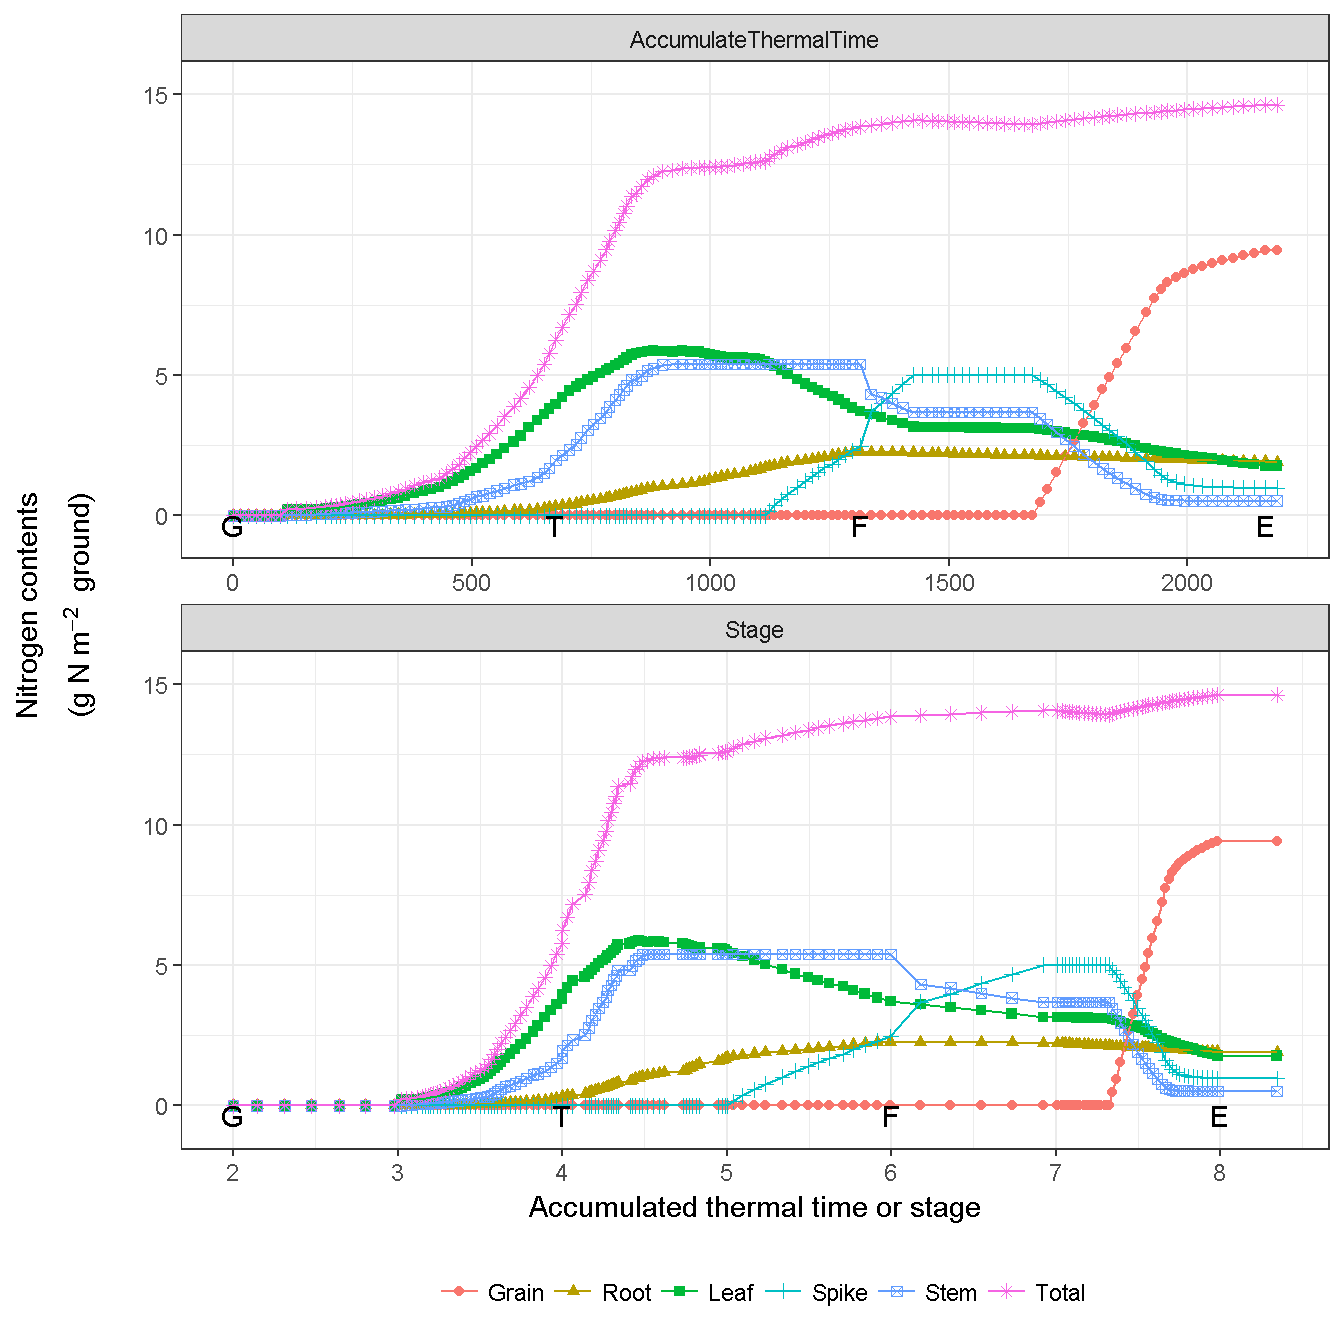 AccumulateThermalTime
15
10
5
0
G T F E
0 500 1000 1500 2000
Stage
15
10
5
0
G T F E
2 3 4 5 6 7 8
Nitrogen contents
(g N m⁻² ground)
Accumulated thermal time or stage
Grain Root Leaf Spike Stem Total